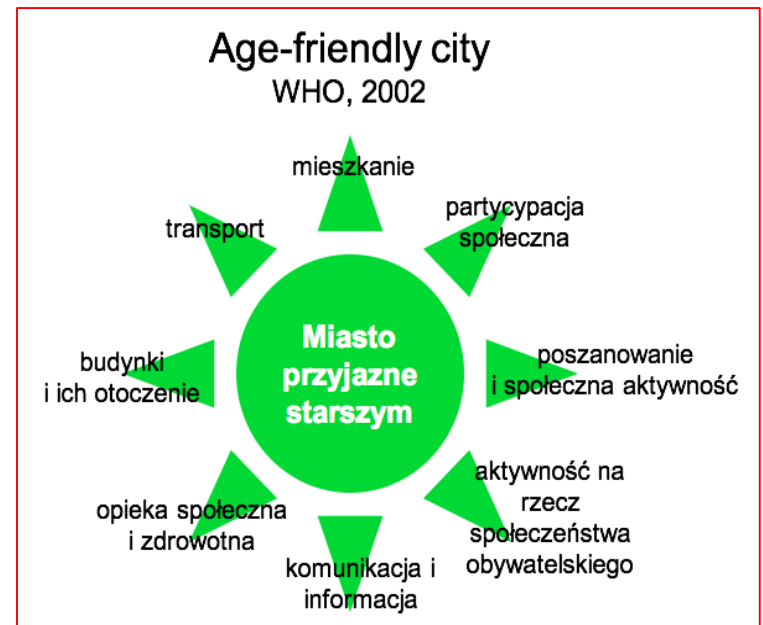 Age-friendly city
WHO, 2002
mieszkanie
partycypacja
społeczna
transport
Miasto
przyjazne
starszym
poszanowanie
i społeczna aktywność
budynki
i ich otoczenie
aktywność na
rzecz
społeczeństwa
obywatelskiego
opieka społeczna
i zdrowotna
komunikacja i
informacja